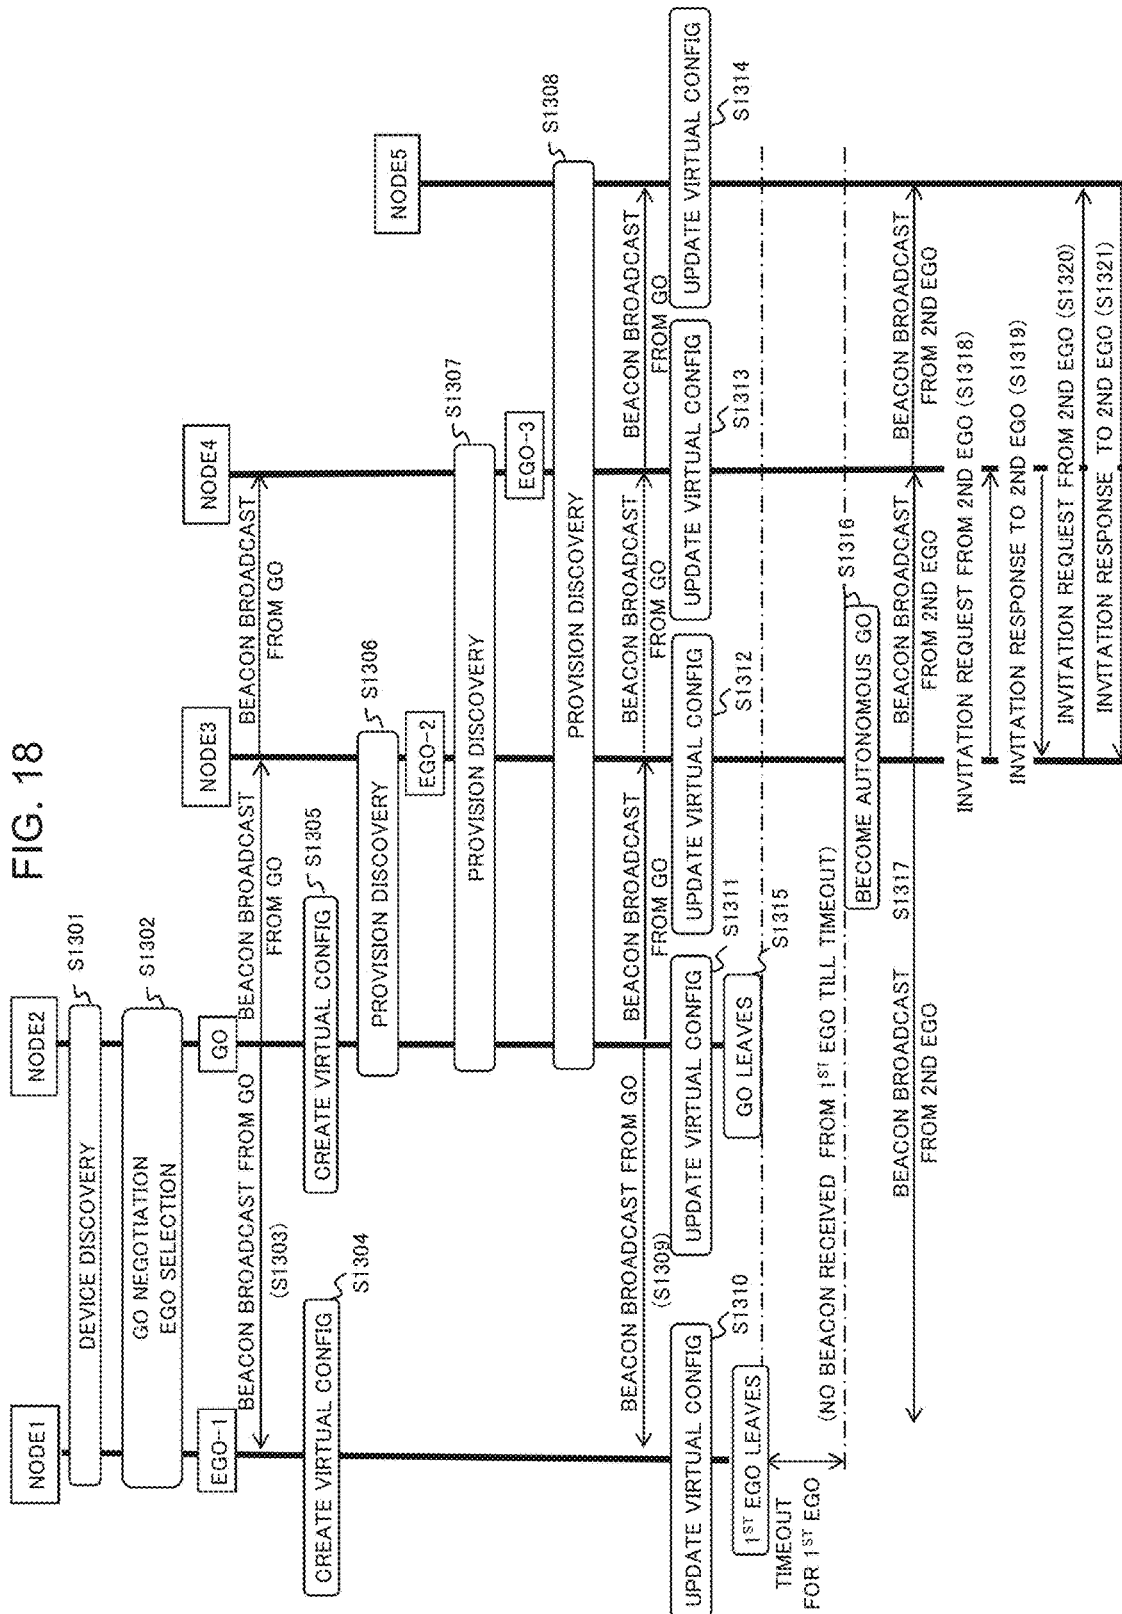 FIG. 18
NODE1
NODE2
NODE3
NODE4
NODE5
DEVICE DISCOVERY
S1301
GO NEGOTIATION
EGO SELECTION
S1302
EGO-1
GO
BEACON BROADCAST FROM GO
(S1303)
BEACON BROADCAST
FROM GO
BEACON BROADCAST
FROM GO
CREATE VIRTUAL CONFIG
S1304
CREATE VIRTUAL CONFIG
S1305
PROVISION DISCOVERY
S1306
EGO-2
PROVISION DISCOVERY
S1307
EGO-3
PROVISION DISCOVERY
S1308
BEACON BROADCAST FROM GO
(S1309)
BEACON BROADCAST
FROM GO
BEACON BROADCAST
FROM GO
BEACON BROADCAST
FROM GO
UPDATE VIRTUAL CONFIG
S1310
UPDATE VIRTUAL CONFIG
S1311
UPDATE VIRTUAL CONFIG
S1312
UPDATE VIRTUAL CONFIG
S1313
UPDATE VIRTUAL CONFIG
S1314
1ST EGO LEAVES
GO LEAVES
S1315
TIMEOUT
FOR 1ST EGO
(NO BEACON RECEIVED FROM 1ST EGO TILL TIMEOUT)
BECOME AUTONOMOUS GO
S1316
BEACON BROADCAST
FROM 2ND EGO
S1317
BEACON BROADCAST
FROM 2ND EGO
BEACON BROADCAST
FROM 2ND EGO
INVITATION REQUEST FROM 2ND EGO (S1318)
INVITATION RESPONSE TO 2ND EGO (S1319)
INVITATION REQUEST FROM 2ND EGO (S1320)
INVITATION RESPONSE TO 2ND EGO (S1321)